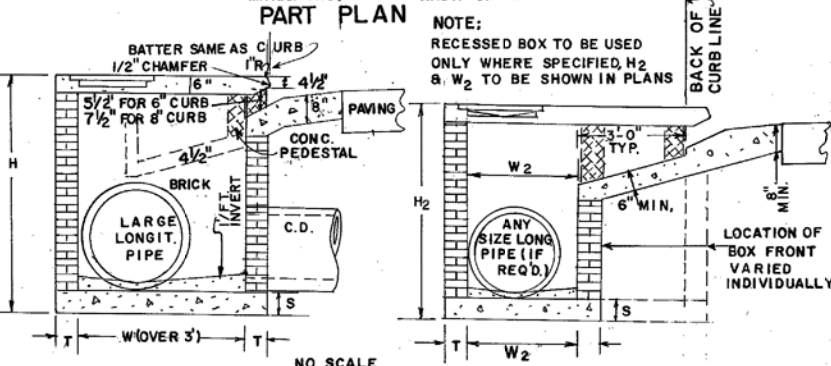 PART PLAN
NOTE;
RECESSED BOX TO BE USED
ONLY WHERE SPECIFIED, H2
& W2 TO BE SHOWN IN PLANS
BACK OF
CURB LINE
BATTER SAME AS CURB
1/2" CHAMFER
1"R
6"
4 1/2"
5 1/2" FOR 6" CURB
7 1/2" FOR 8" CURB
8"
PAVING
CONC.
PEDESTAL
4 1/2"
BRICK
H
LARGE
LONGIT.
PIPE
1"/FT.
INVERT
C.D.
S
T
W (OVER 3')
T
NO SCALE
3'-0"
TYP.
W2
H2
6" MIN.
8"
MIN.
ANY
SIZE LONG
PIPE (IF
REQ'D.)
LOCATION OF
BOX FRONT
VARIED
INDIVIDUALLY
S
T
W2